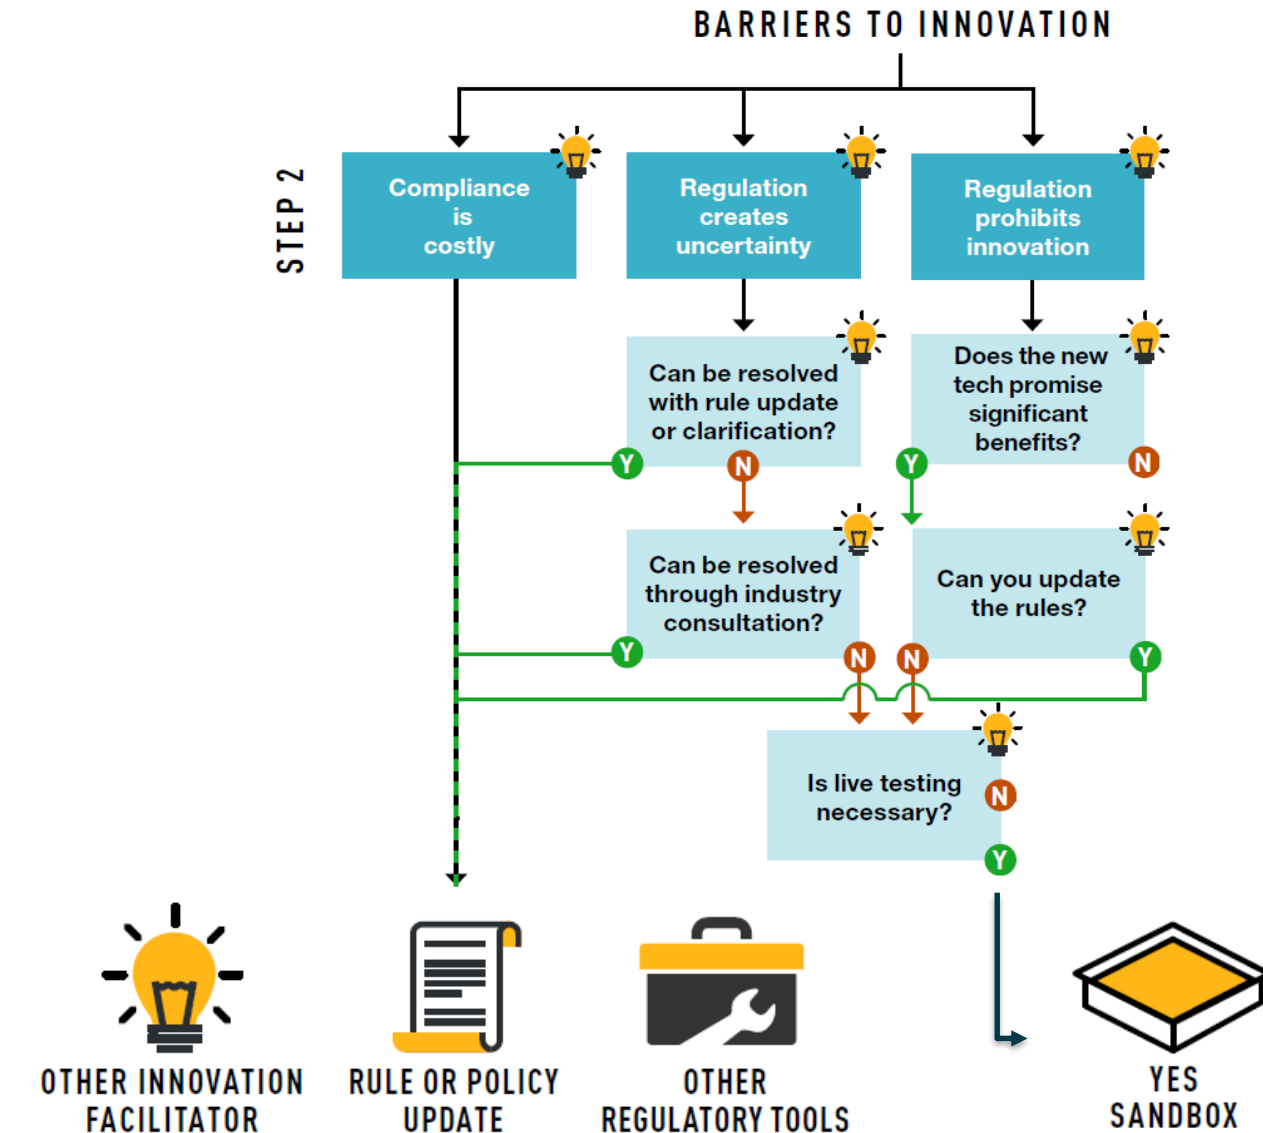 BARRIERS TO INNOVATION
STEP 2
Compliance
is
costly
Regulation
creates
uncertainty
Regulation
prohibits
innovation
Can be resolved
with rule update
or clarification?
Y
N
Does the new
tech promise
significant
benefits?
Y
N
Can be resolved
through industry
consultation?
Y
N
Can you update
the rules?
N
Y
Is live testing
necessary?
N
Y
OTHER INNOVATION
FACILITATOR
RULE OR POLICY
UPDATE
OTHER
REGULATORY TOOLS
YES
SANDBOX